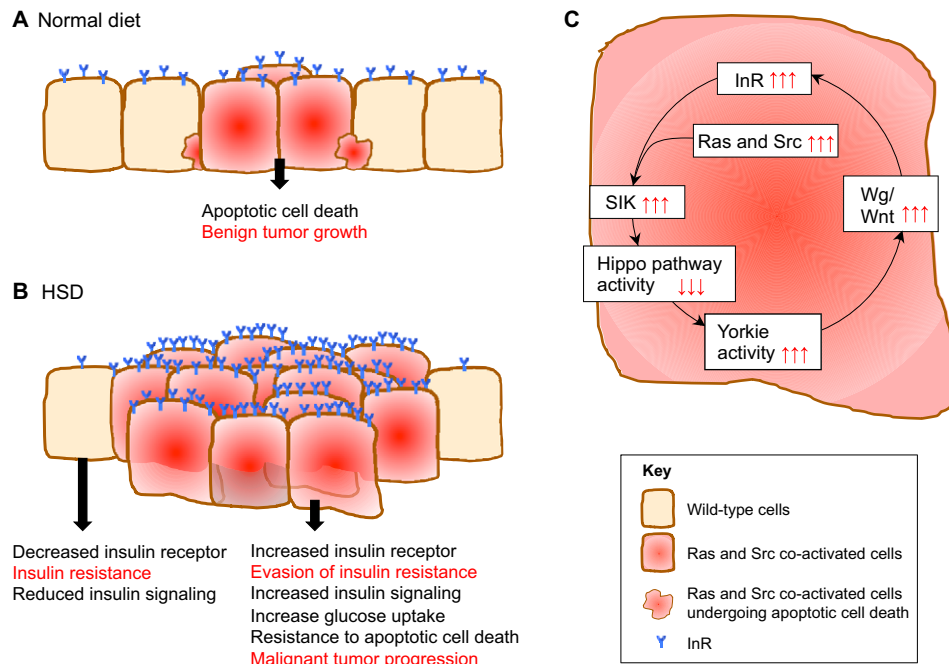 A Normal diet
Apoptotic cell death
Benign tumor growth
B HSD
Decreased insulin receptor
Insulin resistance
Reduced insulin signaling
Increased insulin receptor
Evasion of insulin resistance
Increased insulin signaling
Increase glucose uptake
Resistance to apoptotic cell death
Malignant tumor progression
C
InR ↑↑↑
Ras and Src ↑↑↑
SIK ↑↑↑
Wg/
Wnt ↑↑↑
Hippo pathway
activity ↓↓↓
Yorkie
activity ↑↑↑
Key
Wild-type cells
Ras and Src co-activated cells
Ras and Src co-activated cells
undergoing apoptotic cell death
InR